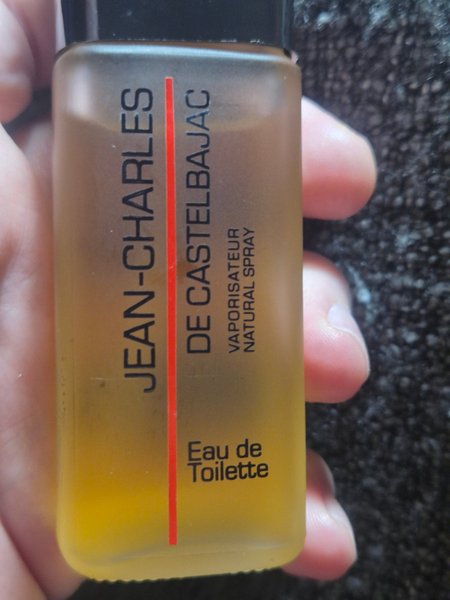 JEAN-CHARLES
DE CASTELBAJAC
VAPORISATEUR
NATURAL SPRAY
Eau de
Toilette